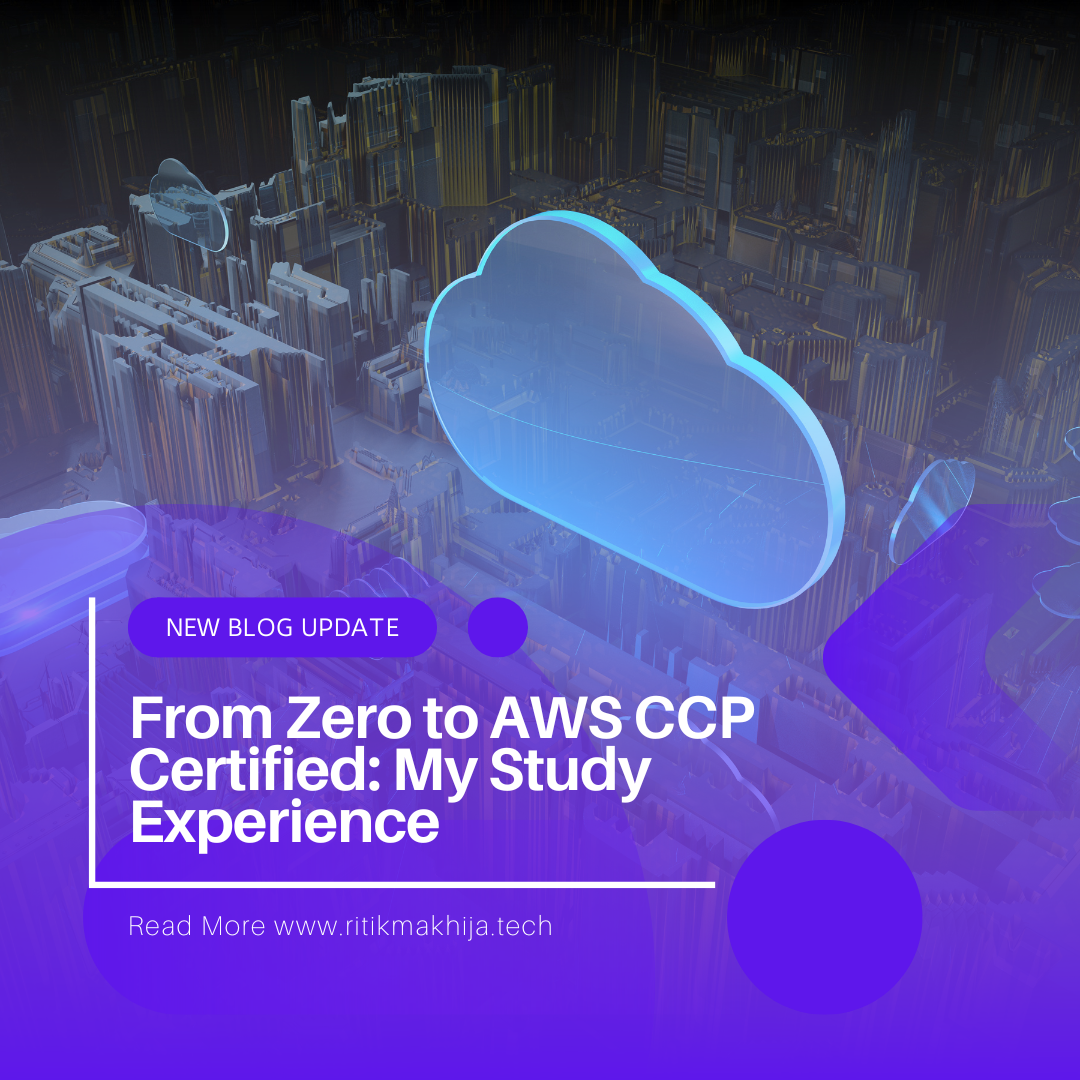 NEW BLOG UPDATE
From Zero to AWS CCP
Certified: My Study
Experience
Read More www.ritikmakhija.tech